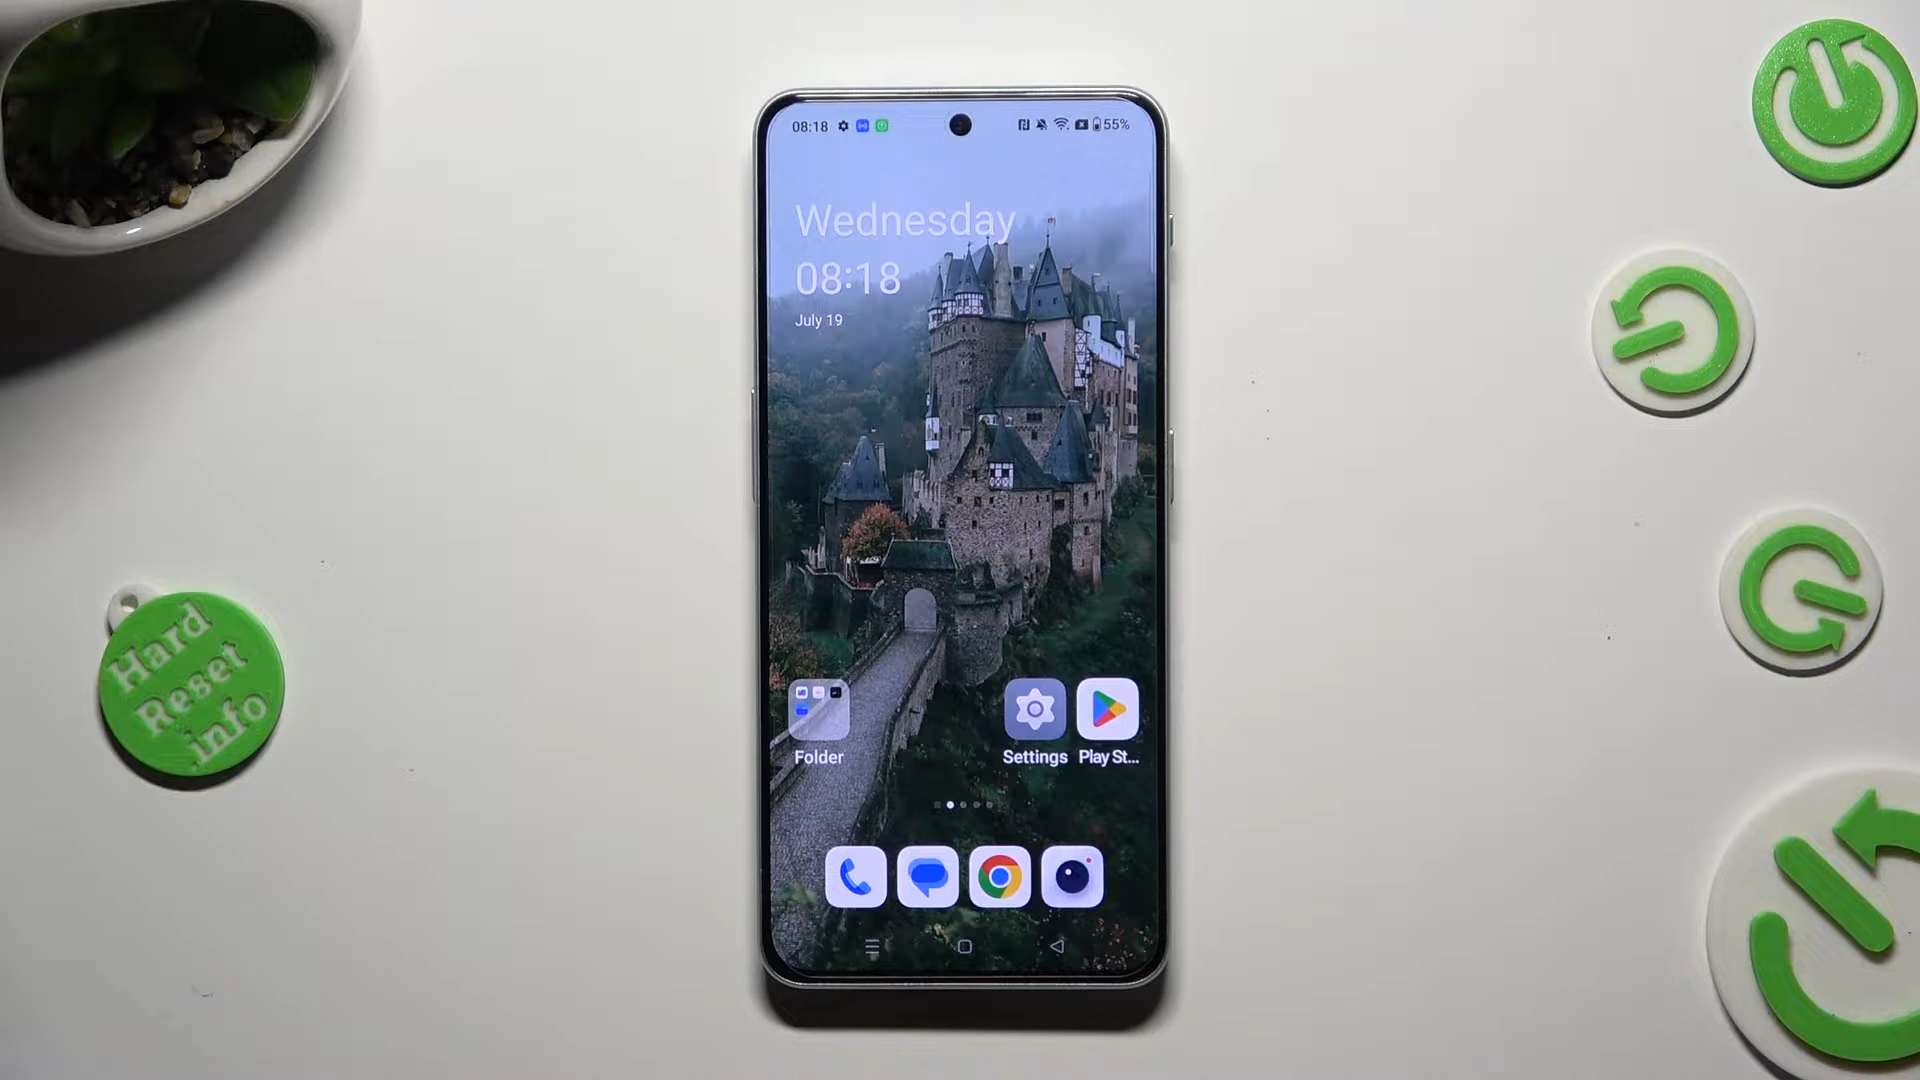 08:18
55%
Wednesday
08:18
July 19
Folder
Settings
Play St...
Hard
Reset
.info